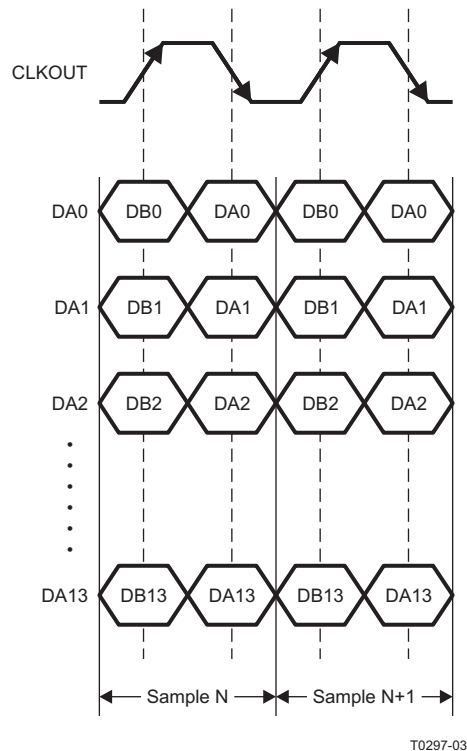 CLKOUT
DA0 DB0 DA0 DB0 DA0
DA1 DB1 DA1 DB1 DA1
DA2 DB2 DA2 DB2 DA2
DA13 DB13 DA13 DB13 DA13
Sample N Sample N+1
T0297-03